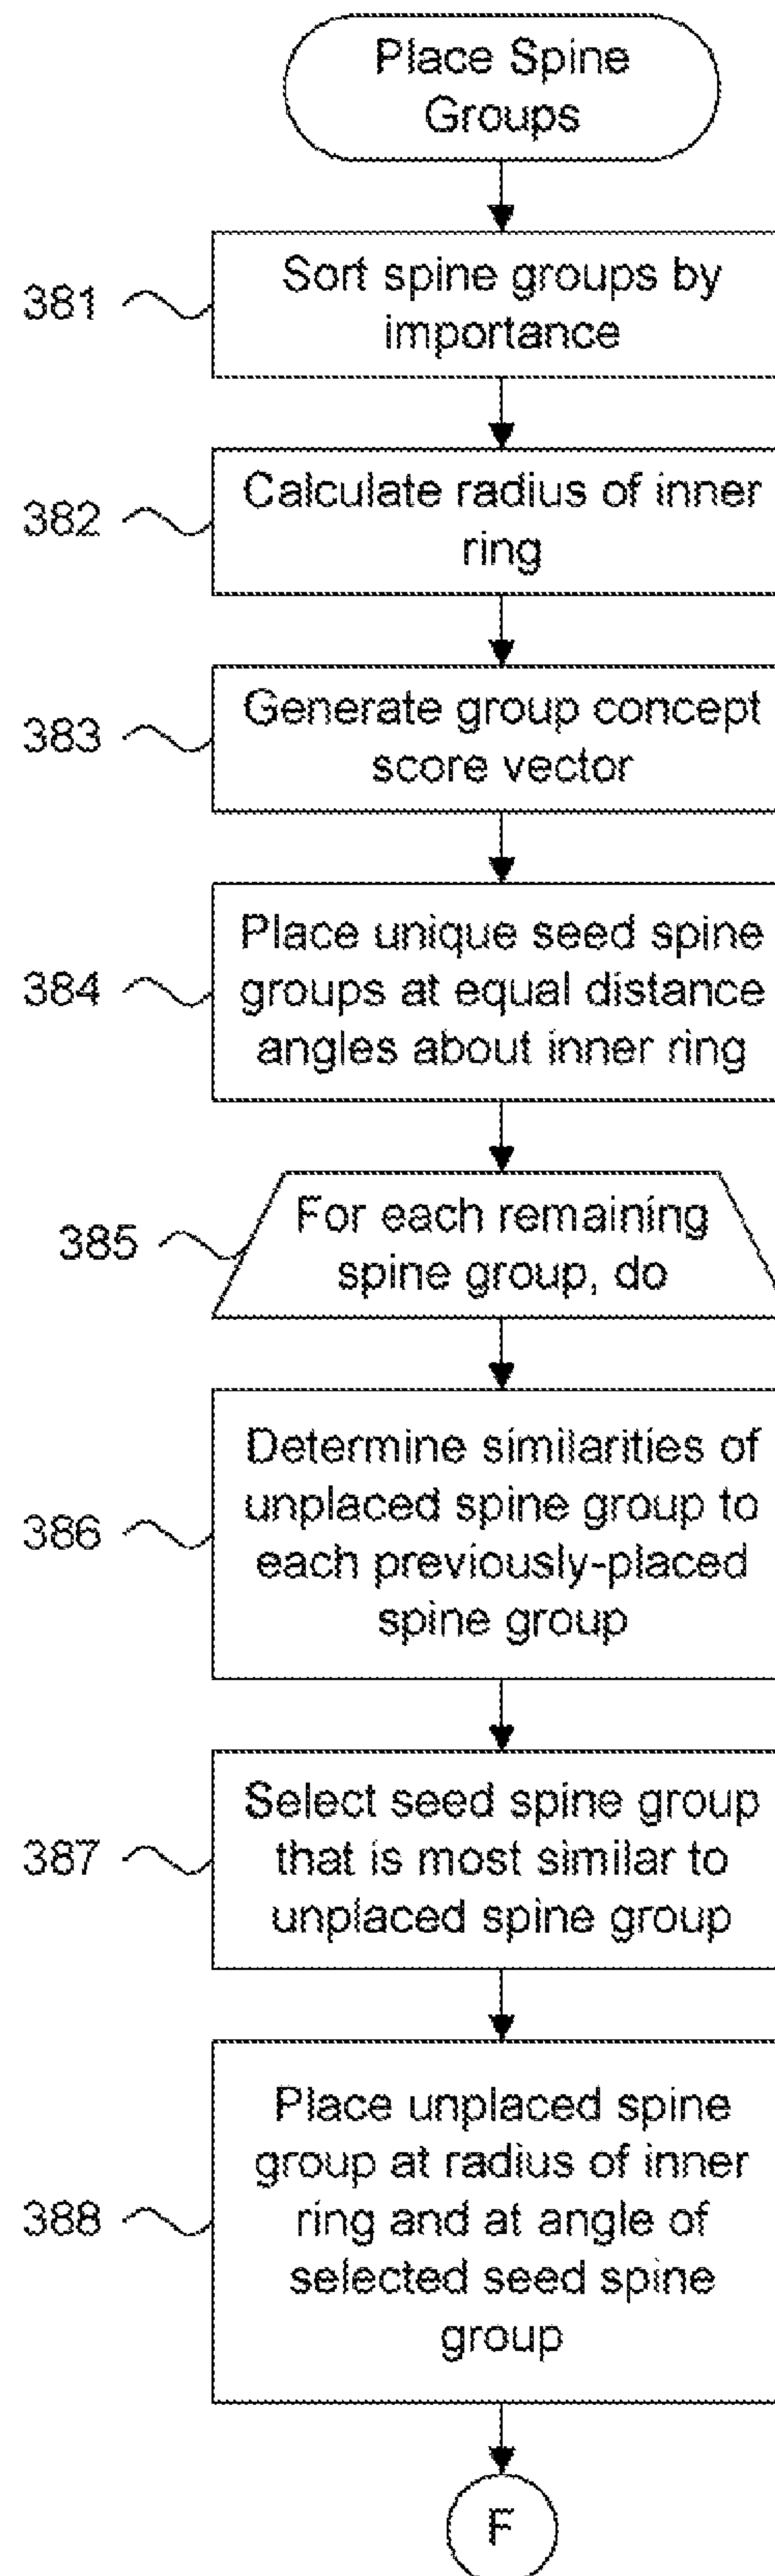 Place Spine
Groups
381
Sort spine groups by
importance
382
Calculate radius of inner
ring
383
Generate group concept
score vector
384
Place unique seed spine
groups at equal distance
angles about inner ring
385
For each remaining
spine group, do
386
Determine similarities of
unplaced spine group to
each previously-placed
spine group
387
Select seed spine group
that is most similar to
unplaced spine group
388
Place unplaced spine
group at radius of inner
ring and at angle of
selected seed spine
group
F